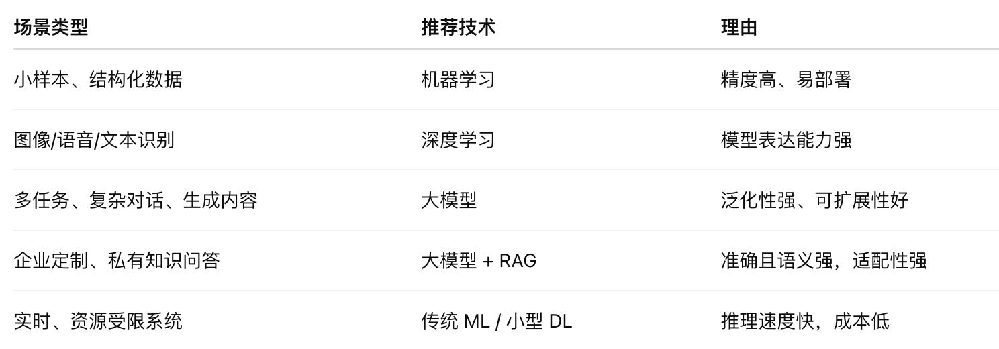 场景类型 推荐技术 理由
小样本、结构化数据 机器学习 精度高、易部署
图像/语音/文本识别 深度学习 模型表达能力强
多任务、复杂对话、生成内容 大模型 泛化性强、可扩展性好
企业定制、私有知识问答 大模型 + RAG 准确且语义强，适配性强
实时、资源受限系统 传统 ML / 小型 DL 推理速度快，成本低